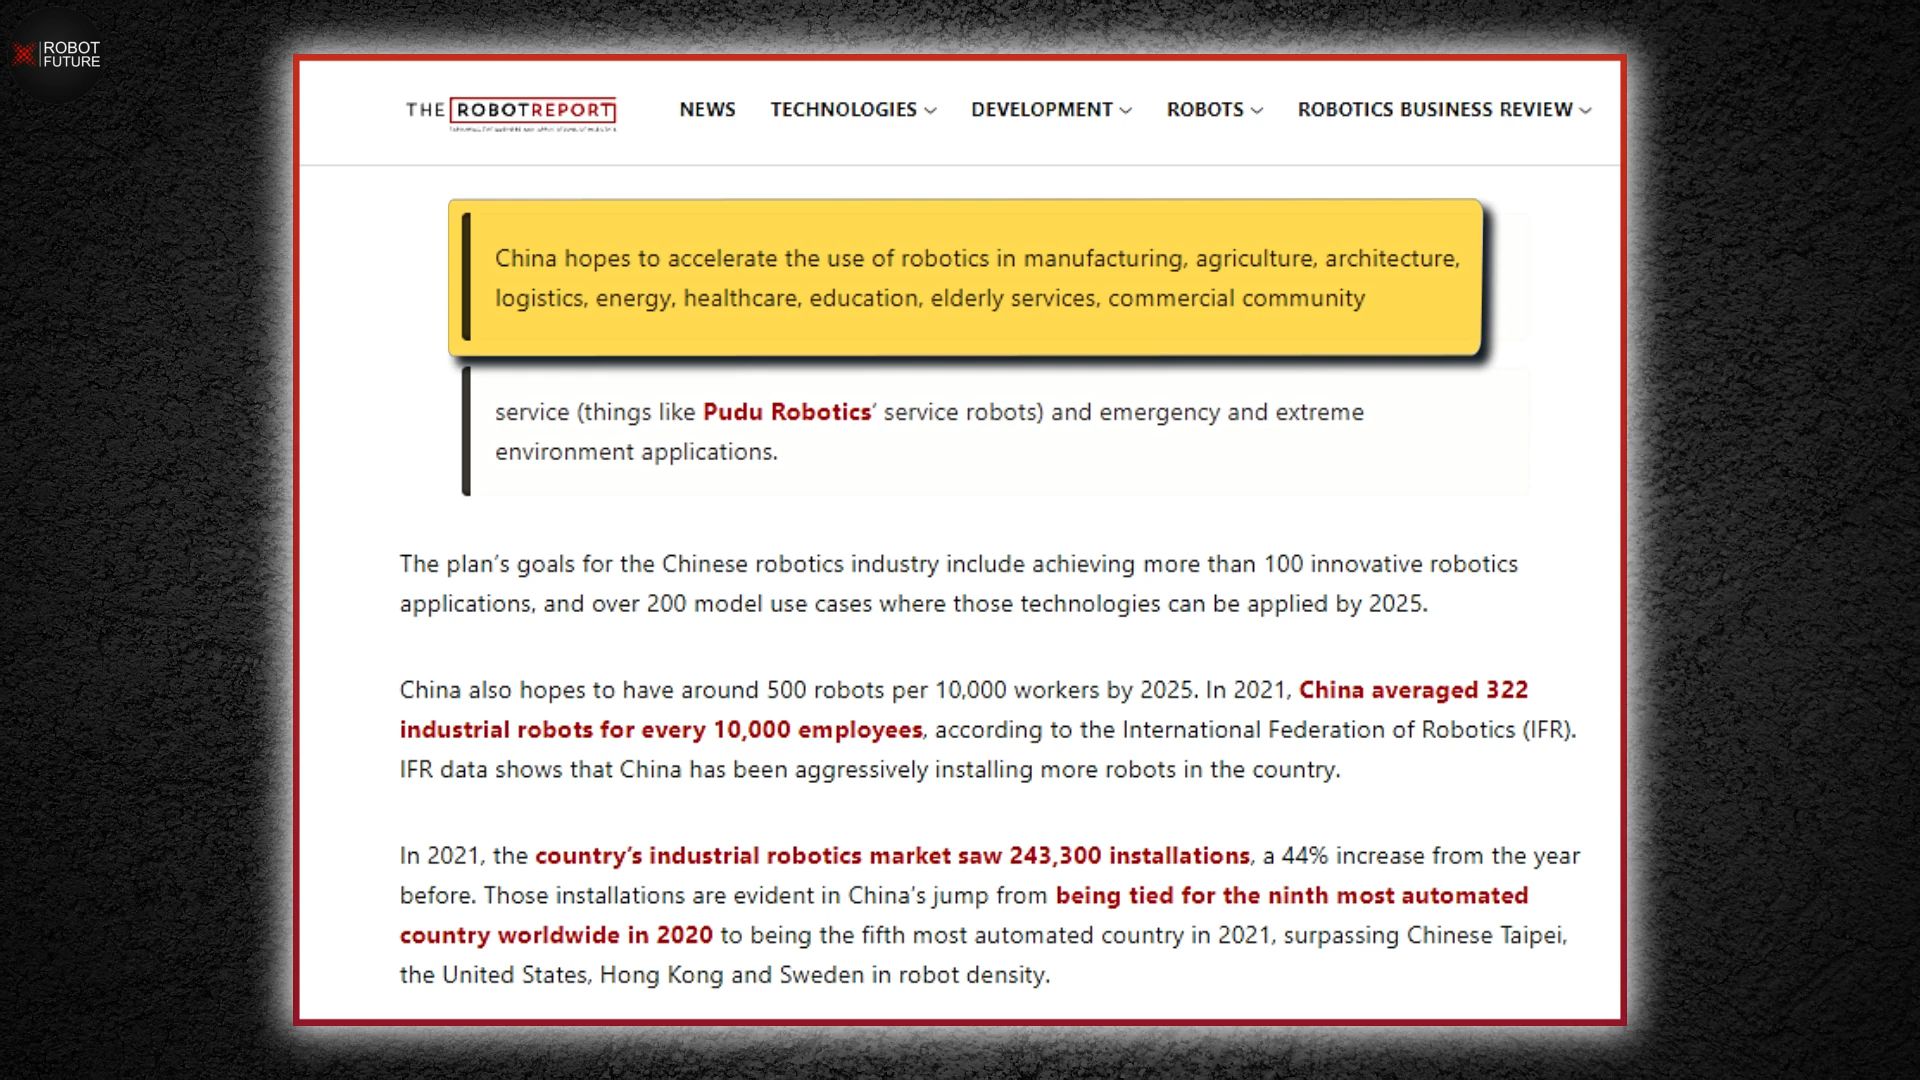 ROBOT
FUTURE
THE ROBOTREPORT
NEWS TECHNOLOGIES DEVELOPMENT ROBOTS ROBOTICS BUSINESS REVIEW
China hopes to accelerate the use of robotics in manufacturing, agriculture, architecture,
logistics, energy, healthcare, education, elderly services, commercial community
service (things like Pudu Robotics’ service robots) and emergency and extreme
environment applications.
The plan’s goals for the Chinese robotics industry include achieving more than 100 innovative robotics
applications, and over 200 model use cases where those technologies can be applied by 2025.
China also hopes to have around 500 robots per 10,000 workers by 2025. In 2021, China averaged 322
industrial robots for every 10,000 employees, according to the International Federation of Robotics (IFR).
IFR data shows that China has been aggressively installing more robots in the country.
In 2021, the country’s industrial robotics market saw 243,300 installations, a 44% increase from the year
before. Those installations are evident in China’s jump from being tied for the ninth most automated
country worldwide in 2020 to being the fifth most automated country in 2021, surpassing Chinese Taipei,
the United States, Hong Kong and Sweden in robot density.